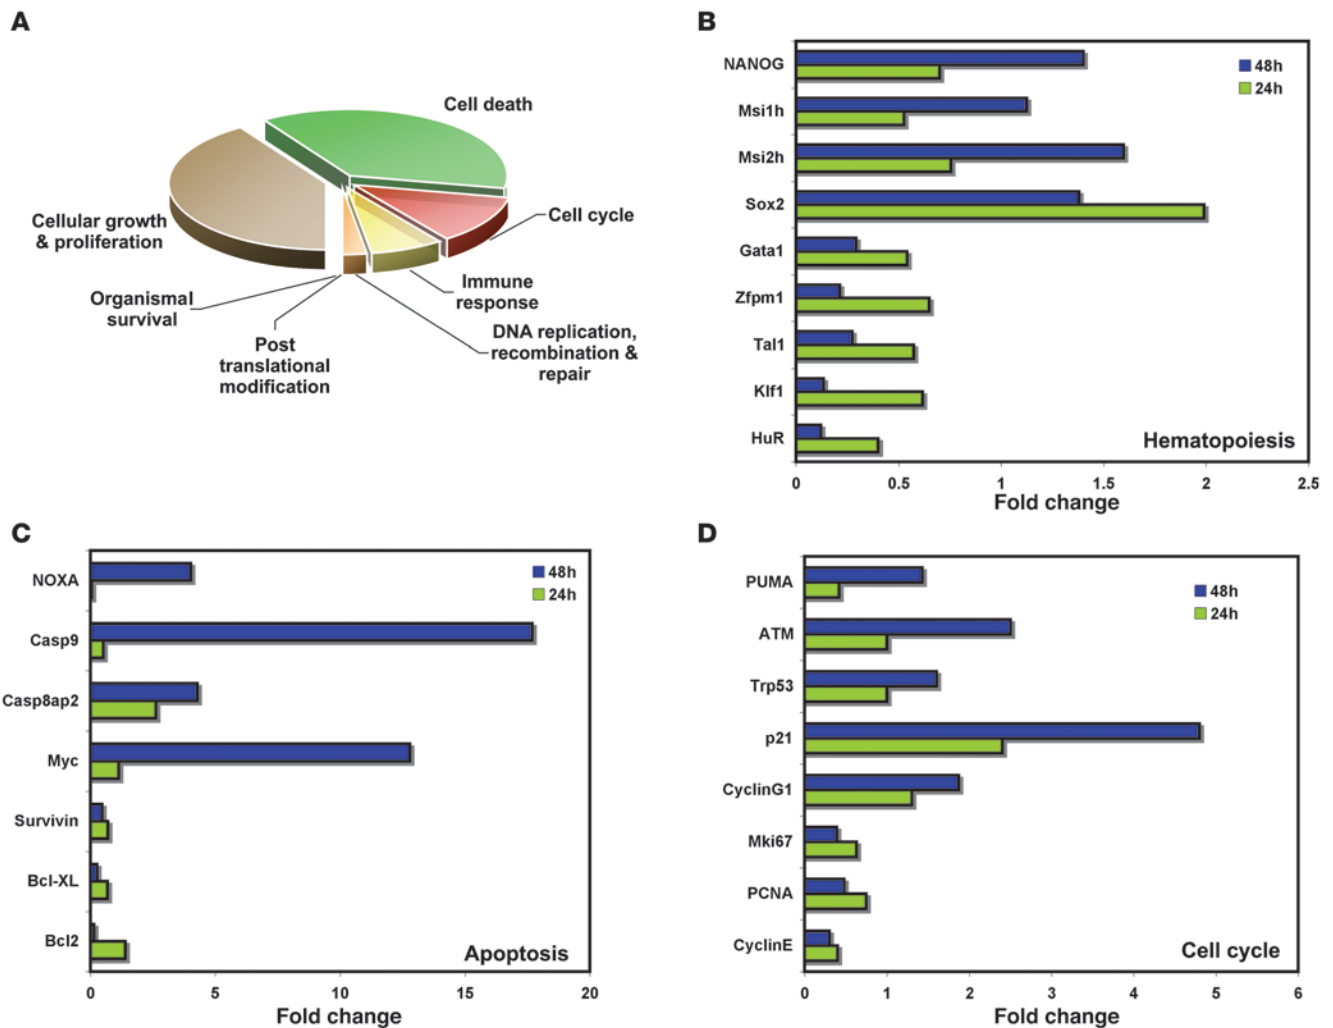 A
Cell death
Cellular growth
& proliferation
Cell cycle
Organismal
survival
Immune
response
Post
translational
modification
DNA replication,
recombination &
repair
B
NANOG
Msi1h
Msi2h
Sox2
Gata1
Zfpm1
Tal1
Klf1
HuR
48h
24h
Hematopoiesis
0 0.5 1 1.5 2 2.5
Fold change
C
NOXA
Casp9
Casp8ap2
Myc
Survivin
Bcl-XL
Bcl2
48h
24h
Apoptosis
0 5 10 15 20
Fold change
D
PUMA
ATM
Trp53
p21
CyclinG1
Mki67
PCNA
CyclinE
48h
24h
Cell cycle
0 1 2 3 4 5 6
Fold change